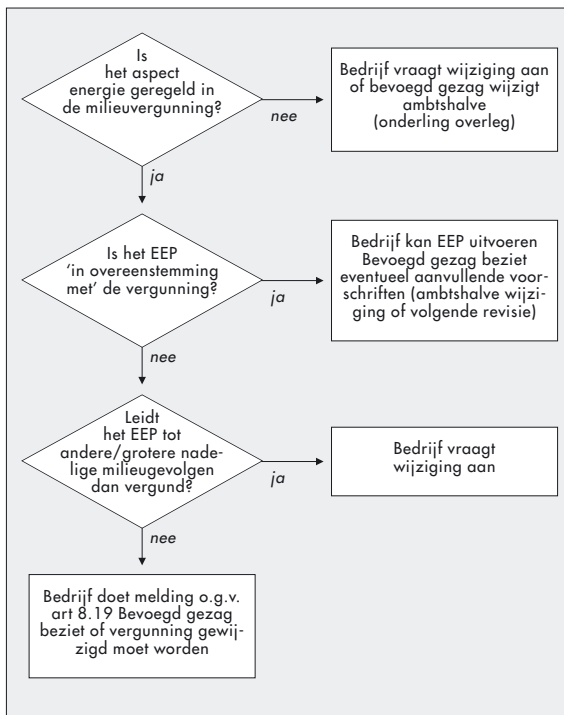 Is
het aspect
energie geregeld in
de milieuvergunning?
nee
Bedrijf vraagt wijziging aan
of bevoegd gezag wijzigt
ambtshalve
(onderling overleg)
ja
Is het EEP
'in overeenstemming
met' de vergunning?
ja
Bedrijf kan EEP uitvoeren
Bevoegd gezag beziet
eventueel aanvullende voor-
schriften (ambtshalve wijzi-
ging of volgende revisie)
nee
Leidt
het EEP tot
andere/grotere nade-
lige milieugevolgen
dan vergund?
ja
Bedrijf vraagt
wijziging aan
nee
Bedrijf doet melding o.g.v.
art 8.19 Bevoegd gezag
beziet of vergunning gewij-
zigd moet worden